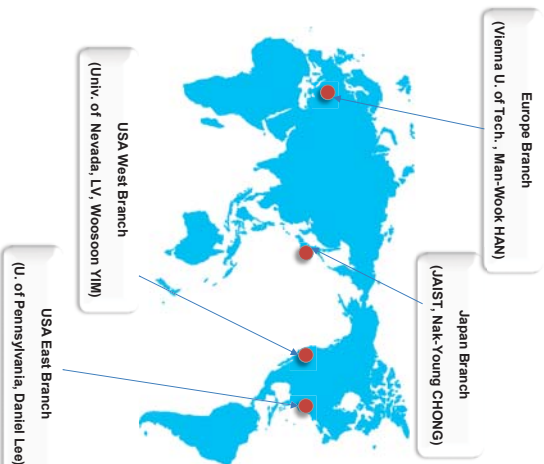 Europe Branch
(Vienna U. of Tech. , Man-Wook HAN)
Japan Branch
(JAIST, Nak-Young CHONG)
USA West Branch
(Univ. of Nevada, LV, Woosoon YIM)
USA East Branch
(U. of Pennsylvania, Daniel Lee)